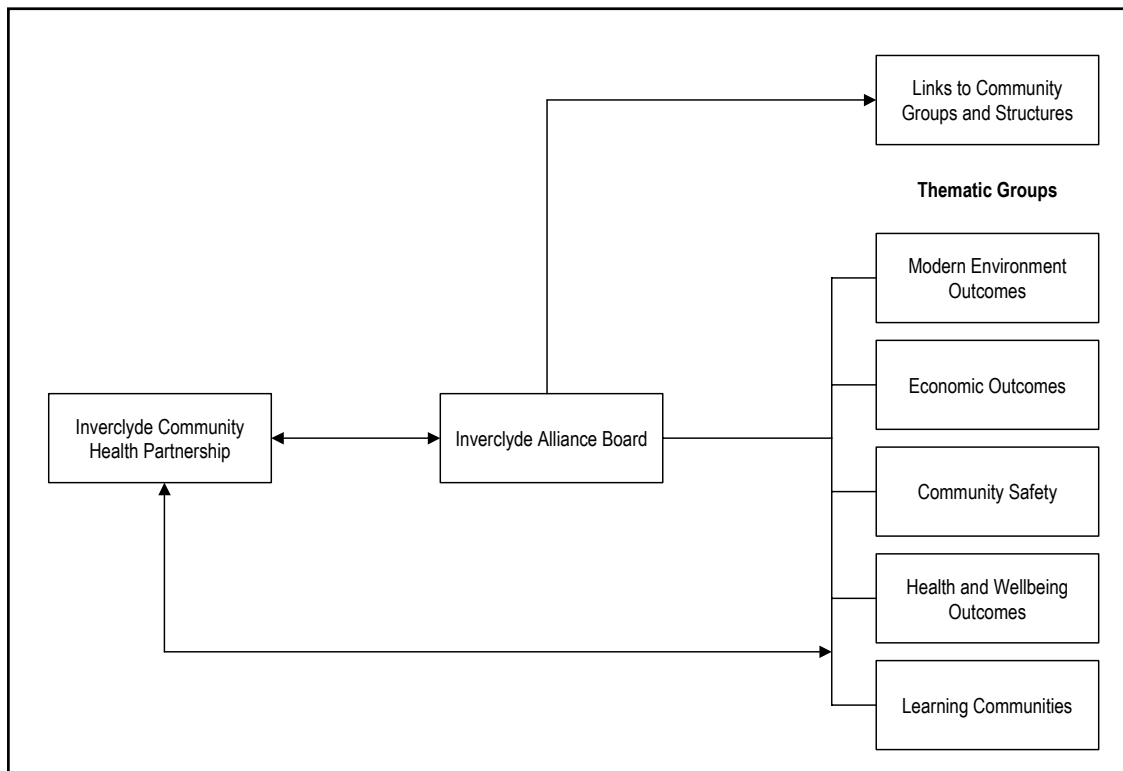 Links to Community
Groups and Structures
Thematic Groups
Modern Environment
Outcomes
Economic Outcomes
Inverclyde Community
Health Partnership
Inverclyde Alliance Board
Community Safety
Health and Wellbeing
Outcomes
Learning Communities